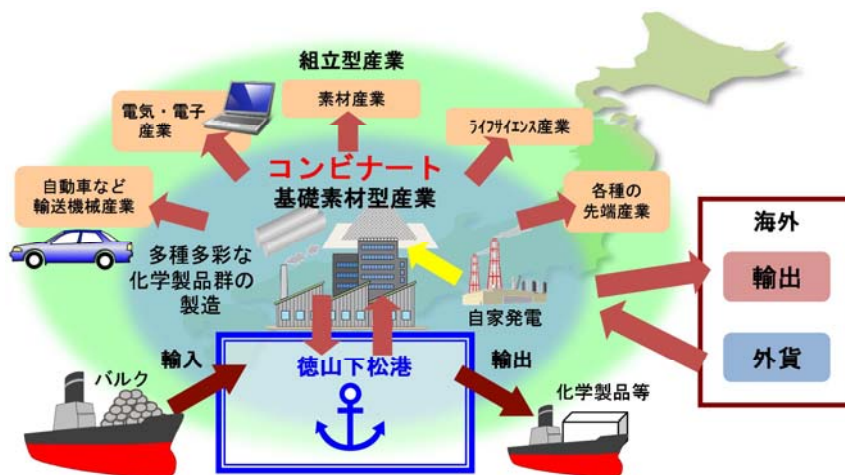 組立型産業
素材産業
電気・電子
産業
ライフサイエンス産業
コンビナート
基礎素材型産業
自動車など
輸送機械産業
各種の
先端産業
多種多彩な
化学製品群の
製造
自家発電
海外
輸出
外貨
輸入
徳山下松港
輸出
バルク
化学製品等